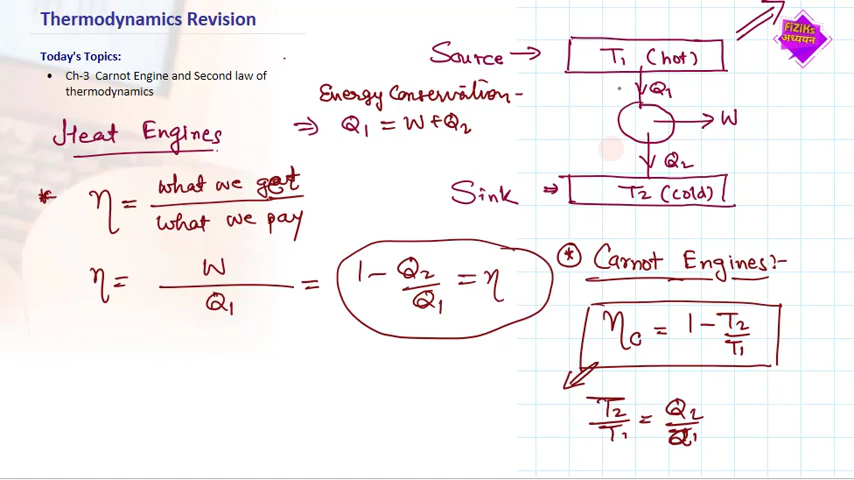 Thermodynamics Revision
FiZiKs
अध्ययन
Today's Topics:
• Ch-3 Carnot Engine and Second law of
thermodynamics
Source → T₁ (hot)
Q₁
W
Q₂
Sink ⇒ T₂ (cold)
Energy Conservation -
⇒ Q₁ = W + Q₂
Heat Engines
* η = what we get / what we pay
η = W / Q₁ = 1 - Q₂/Q₁ = η
* Carnot Engines:-
ηc = 1 - T₂/T₁
T₂/T₁ = Q₂/Q₁